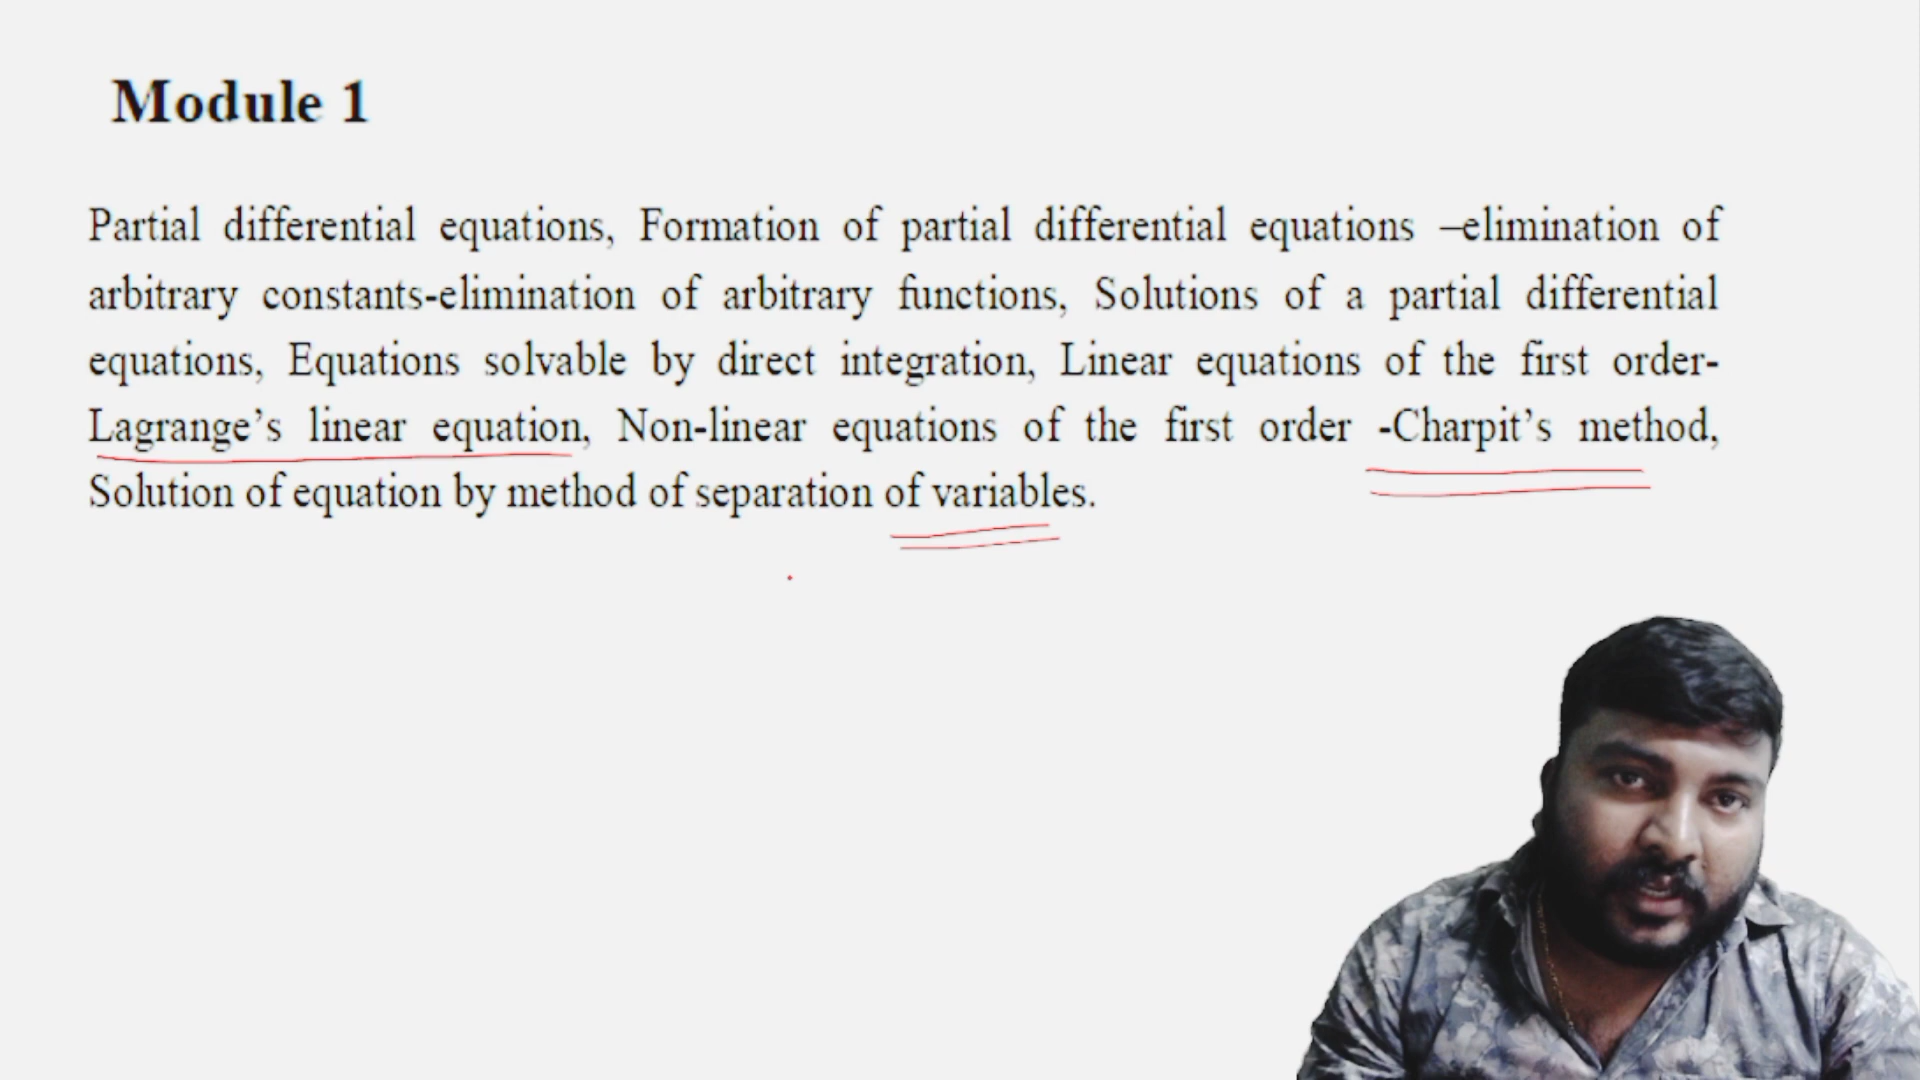 Module 1
Partial differential equations, Formation of partial differential equations –elimination of
arbitrary constants-elimination of arbitrary functions, Solutions of a partial differential
equations, Equations solvable by direct integration, Linear equations of the first order-
Lagrange’s linear equation, Non-linear equations of the first order -Charpit’s method,
Solution of equation by method of separation of variables.